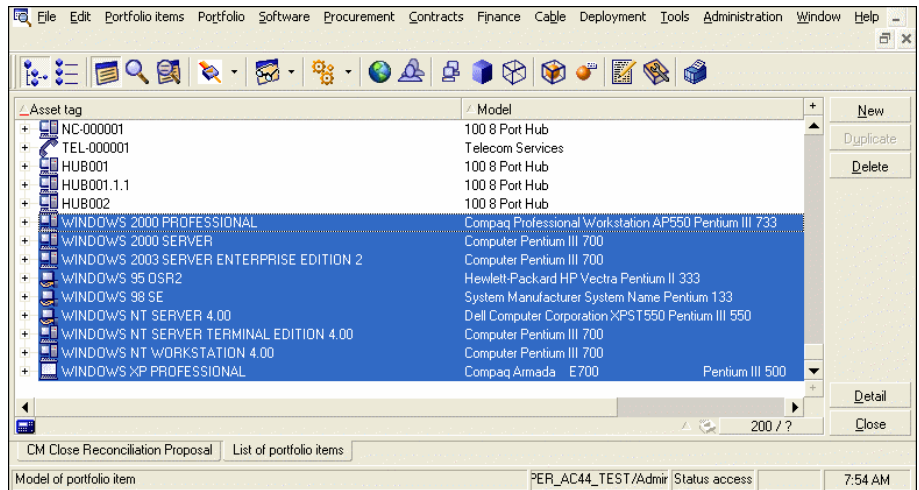 File Edit Portfolio items Portfolio Software Procurement Contracts Finance Cable Deployment Tools Administration Window Help
Asset tag Model New
NC-000001 100 8 Port Hub
TEL-000001 Telecom Services Duplicate
HUB001 100 8 Port Hub Delete
HUB001.1.1 100 8 Port Hub
HUB002 100 8 Port Hub
WINDOWS 2000 PROFESSIONAL Compaq Professional Workstation AP550 Pentium III 733
WINDOWS 2000 SERVER Computer Pentium III 700
WINDOWS 2003 SERVER ENTERPRISE EDITION 2 Computer Pentium III 700
WINDOWS 95 OSR2 Hewlett-Packard HP Vectra Pentium II 333
WINDOWS 98 SE System Manufacturer System Name Pentium 133
WINDOWS NT SERVER 4.00 Dell Computer Corporation XPST550 Pentium III 550
WINDOWS NT SERVER TERMINAL EDITION 4.00 Computer Pentium III 700
WINDOWS NT WORKSTATION 4.00 Computer Pentium III 700
WINDOWS XP PROFESSIONAL Compaq Armada E700 Pentium III 500
Detail
200 / ? Close
CM Close Reconciliation Proposal List of portfolio items
Model of portfolio item PER_AC44_TEST/Admir Status access 7:54 AM